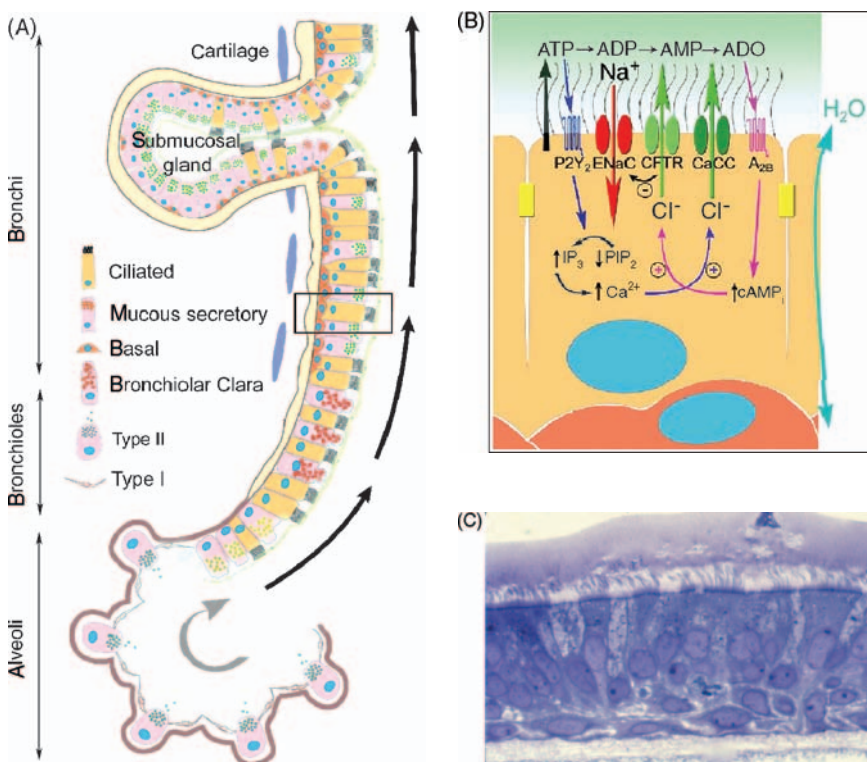 (A)
Cartilage
Submucosal
gland
Bronchi
Ciliated
Mucous secretory
Basal
Bronchiolar Clara
Type II
Type I
Bronchioles
Alveoli
(B)
ATP → ADP → AMP → ADO
Na⁺
H₂O
P2Y₂ ENaC CFTR CaCC A₂B
−
Cl⁻ Cl⁻
↑IP₃ ↓PIP₂
+ +
↑Ca²⁺ ↑cAMPᵢ
(C)